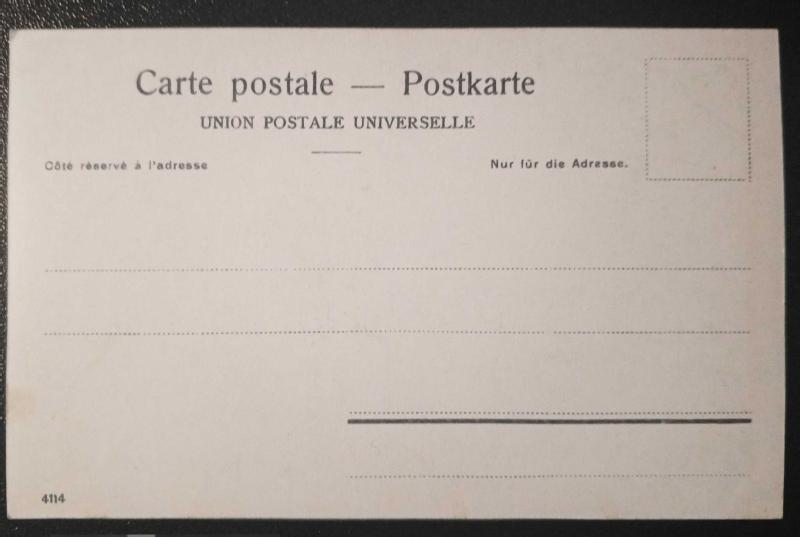 Carte postale — Postkarte
UNION POSTALE UNIVERSELLE
Côté réservé à l'adresse
Nur für die Adresse.
4114